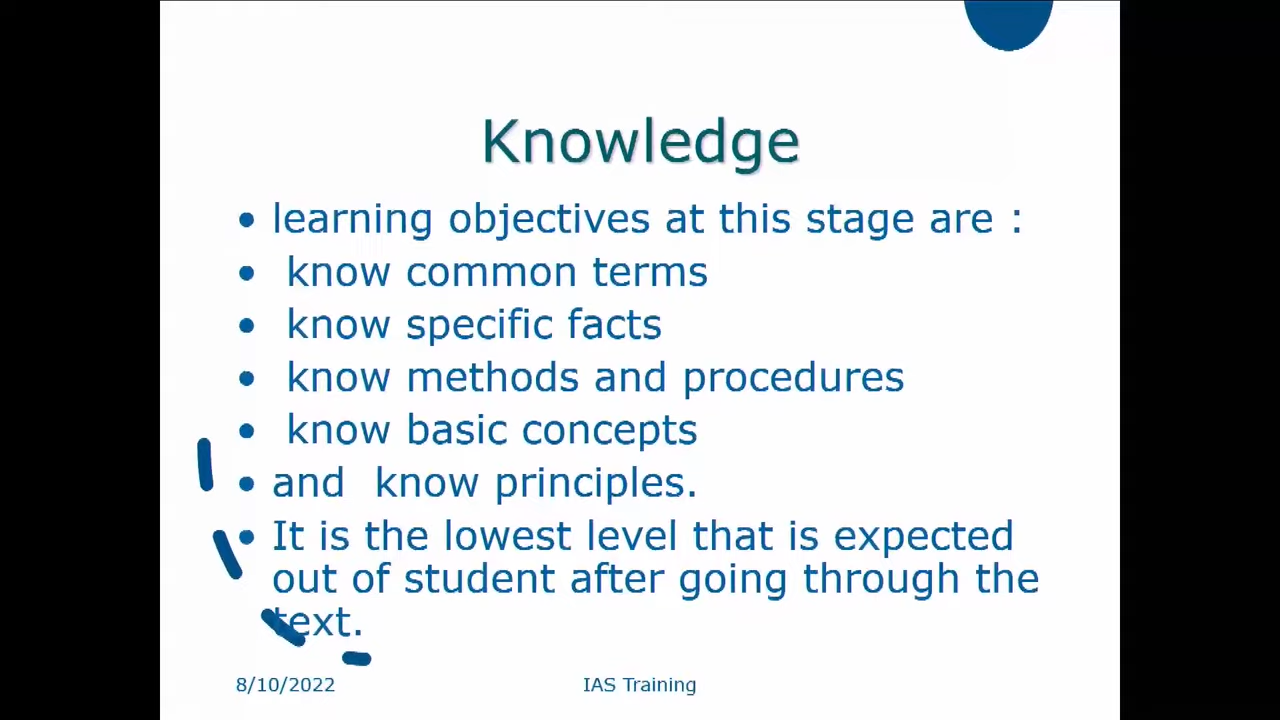 Knowledge
• learning objectives at this stage are :
• know common terms
• know specific facts
• know methods and procedures
• know basic concepts
• and know principles.
• It is the lowest level that is expected
out of student after going through the
text.
8/10/2022 IAS Training